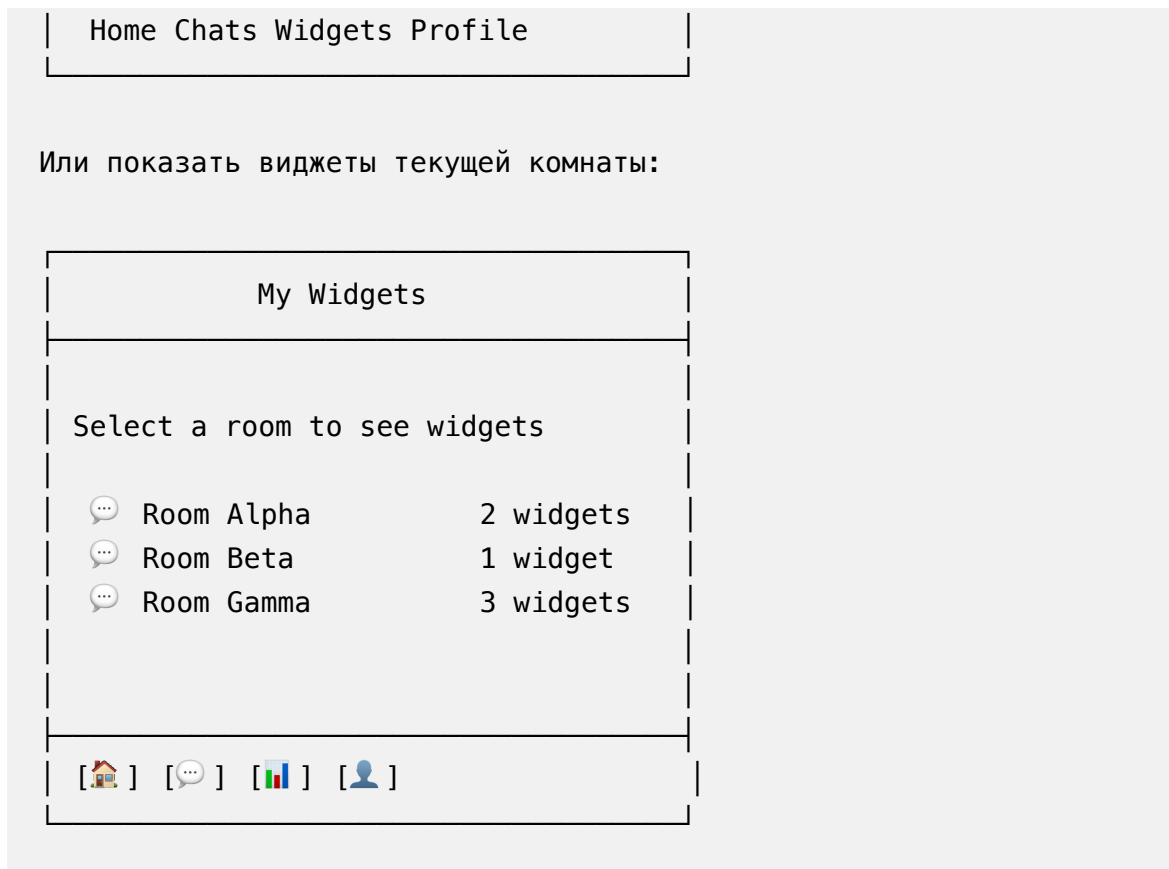 Home Chats Widgets Profile
Или показать виджеты текущей комнаты:
My Widgets
Select a room to see widgets
💬 Room Alpha 2 widgets
💬 Room Beta 1 widget
💬 Room Gamma 3 widgets
[🏠] [💬] [📊] [👤]